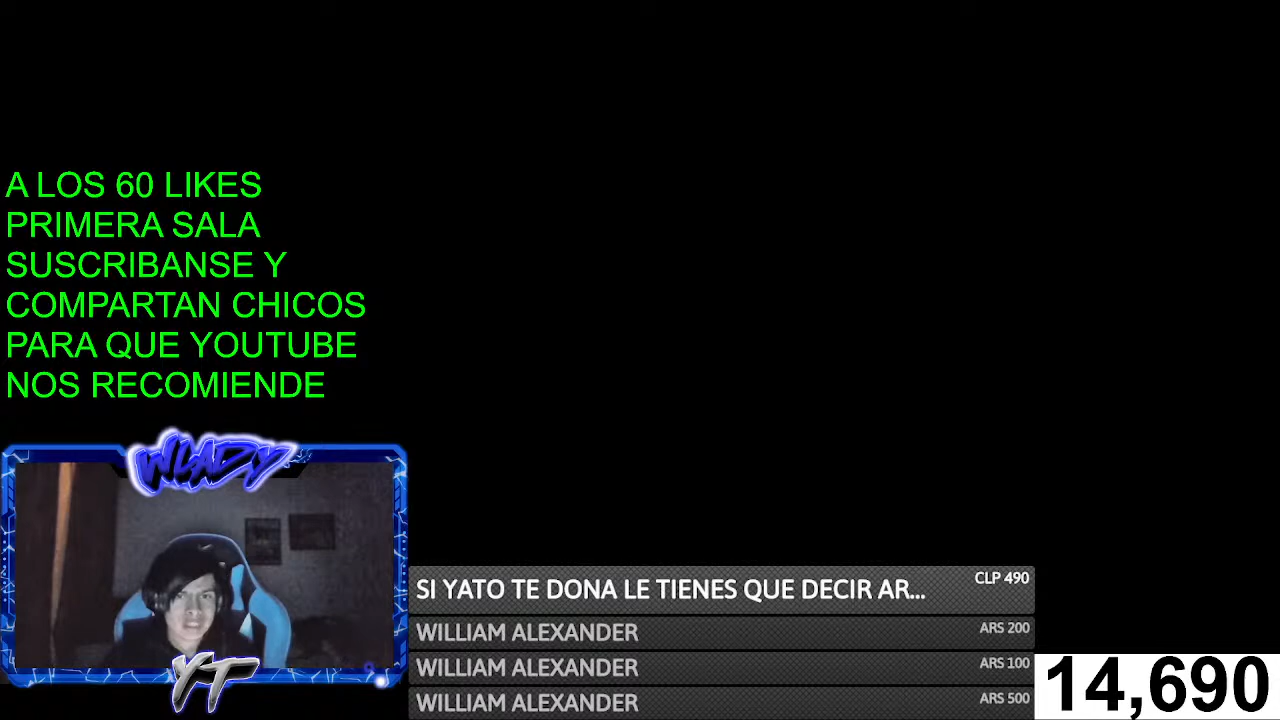 A LOS 60 LIKES
PRIMERA SALA
SUSCRIBANSE Y
COMPARTAN CHICOS
PARA QUE YOUTUBE
NOS RECOMIENDE
WLADY
YT
SI YATO TE DONA LE TIENES QUE DECIR AR... CLP 490
WILLIAM ALEXANDER ARS 200
WILLIAM ALEXANDER ARS 100
WILLIAM ALEXANDER ARS 500
14,690